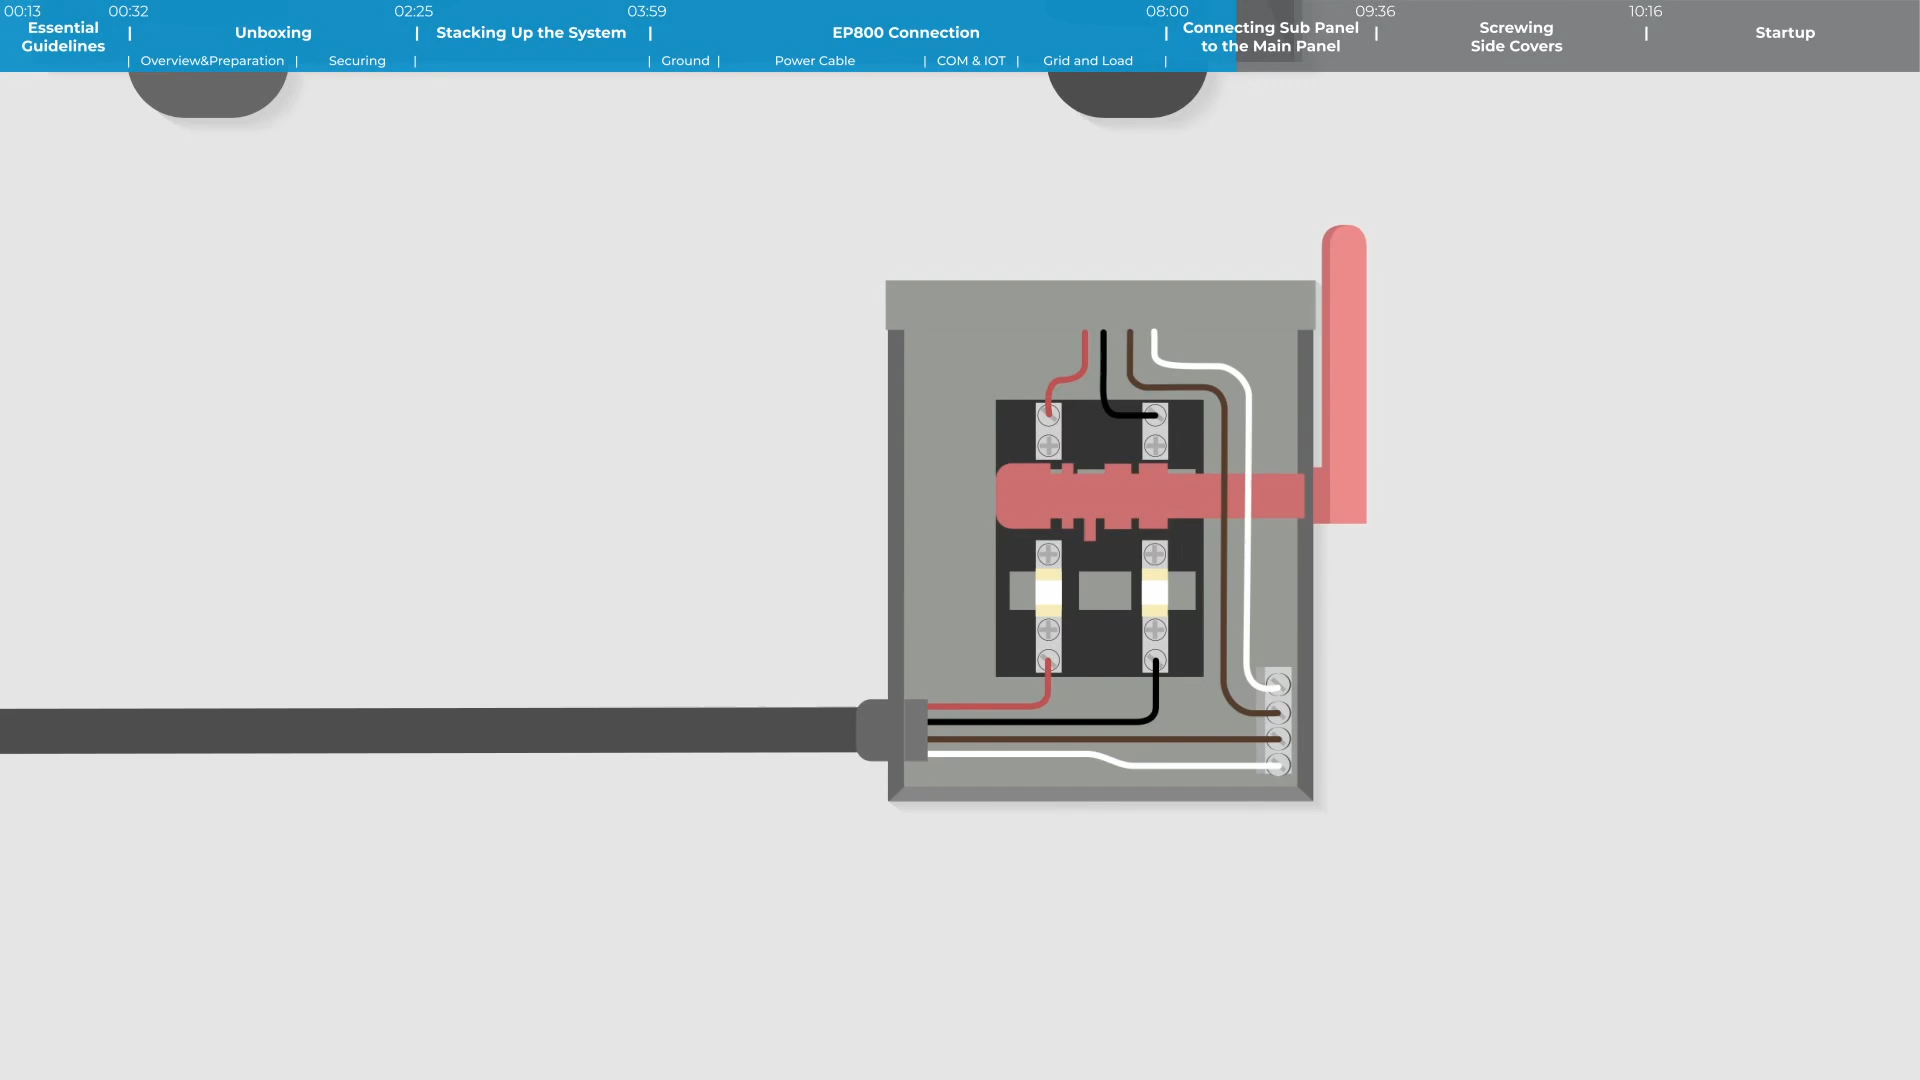 00:13 00:32 02:25 03:59 08:00 09:36 10:16
Essential Guidelines | Unboxing | Stacking Up the System | EP800 Connection | Connecting Sub Panel to the Main Panel | Screwing Side Covers | Startup
| Overview&Preparation | Securing | | Ground | Power Cable | COM & IOT | Grid and Load |